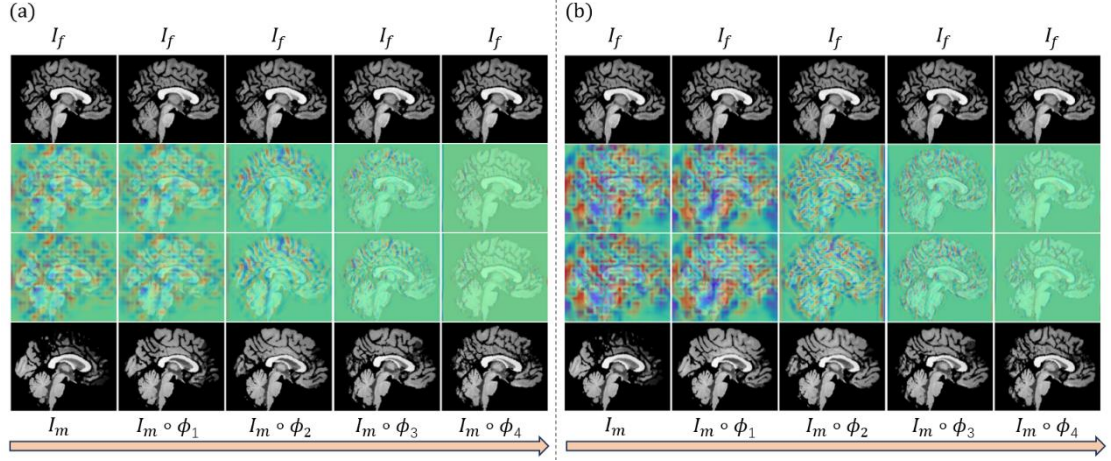 (a)
I_f I_f I_f I_f I_f
I_m I_m ∘ ϕ_1 I_m ∘ ϕ_2 I_m ∘ ϕ_3 I_m ∘ ϕ_4
(b)
I_f I_f I_f I_f I_f
I_m I_m ∘ ϕ_1 I_m ∘ ϕ_2 I_m ∘ ϕ_3 I_m ∘ ϕ_4